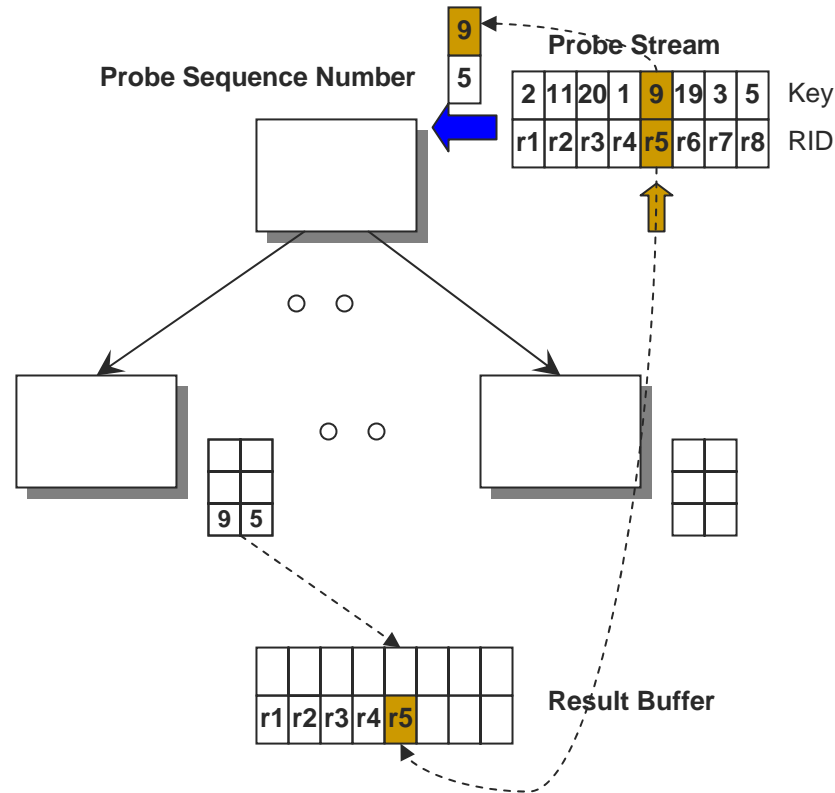 9
Probe Stream
Probe Sequence Number
5
2 11 20 1 9 19 3 5 Key
r1 r2 r3 r4 r5 r6 r7 r8 RID
9 5
r1 r2 r3 r4 r5
Result Buffer